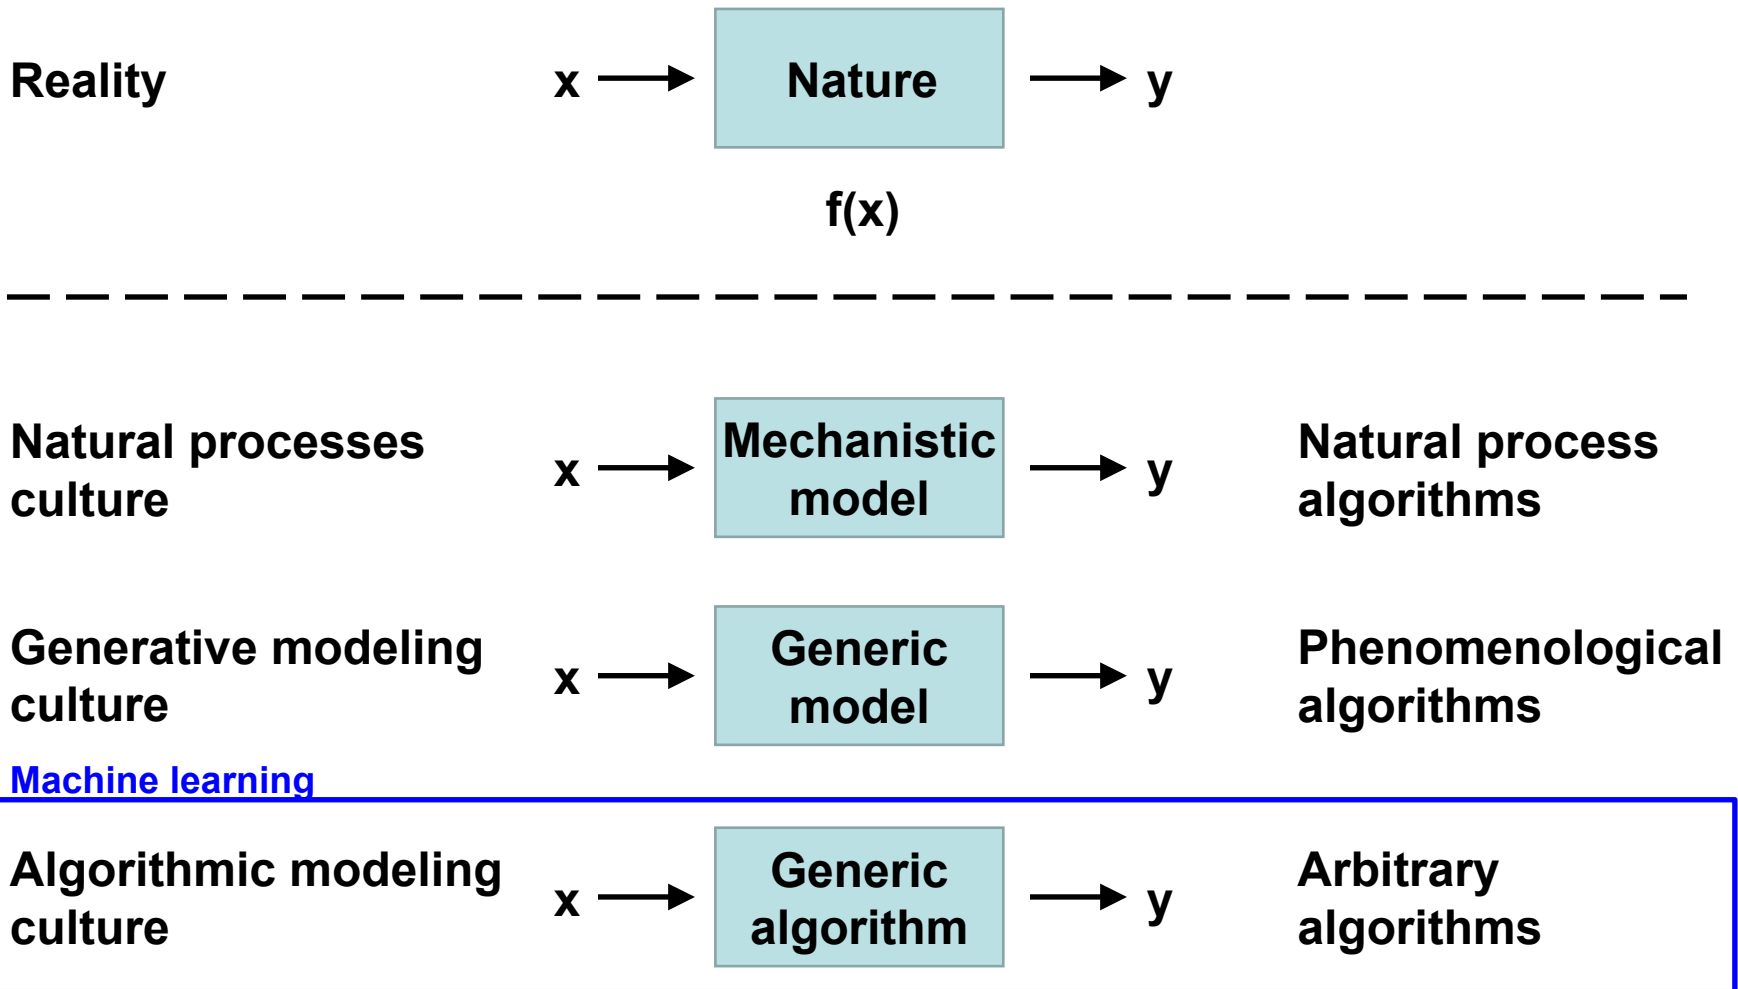 Reality
x
Nature
y
f(x)
Natural processes
culture
x
Mechanistic
model
y
Natural process
algorithms
Generative modeling
culture
x
Generic
model
y
Phenomenological
algorithms
Machine learning
Algorithmic modeling
culture
x
Generic
algorithm
y
Arbitrary
algorithms